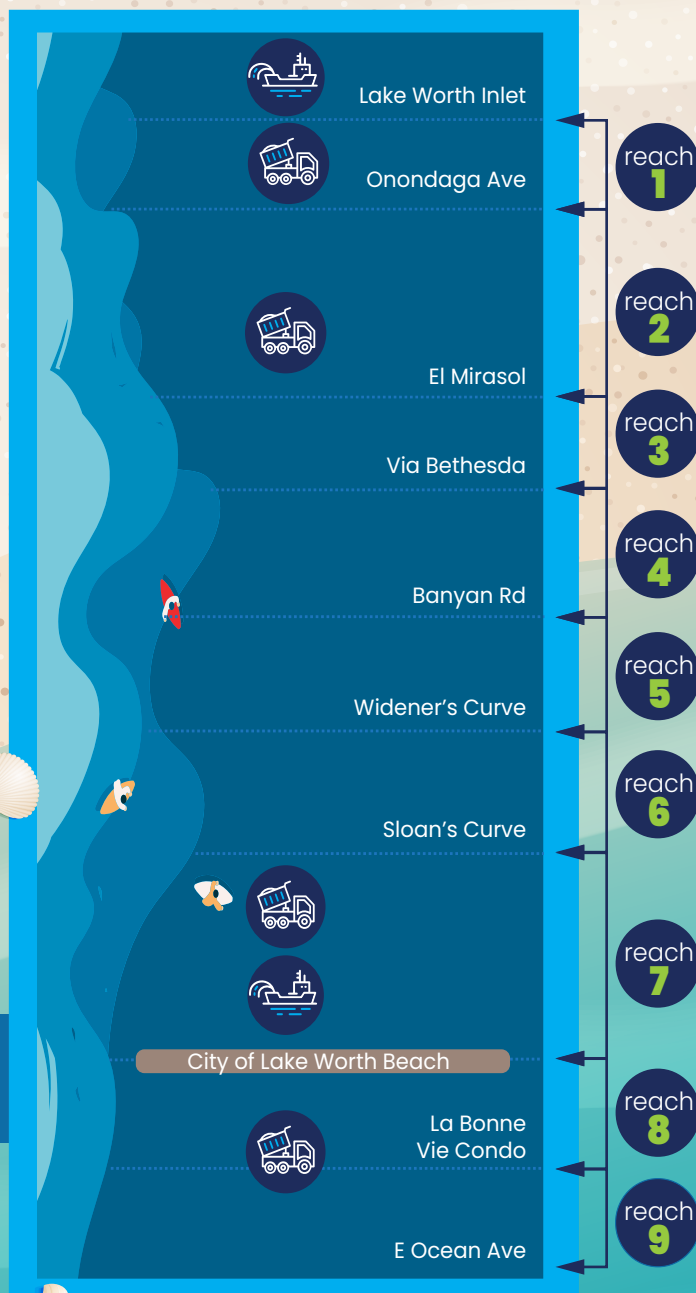 Lake Worth Inlet
reach
1
Onondaga Ave
reach
2
El Mirasol
reach
3
Via Bethesda
reach
4
Banyan Rd
reach
5
Widener’s Curve
reach
6
Sloan’s Curve
reach
7
City of Lake Worth Beach
reach
8
La Bonne
Vie Condo
reach
9
E Ocean Ave